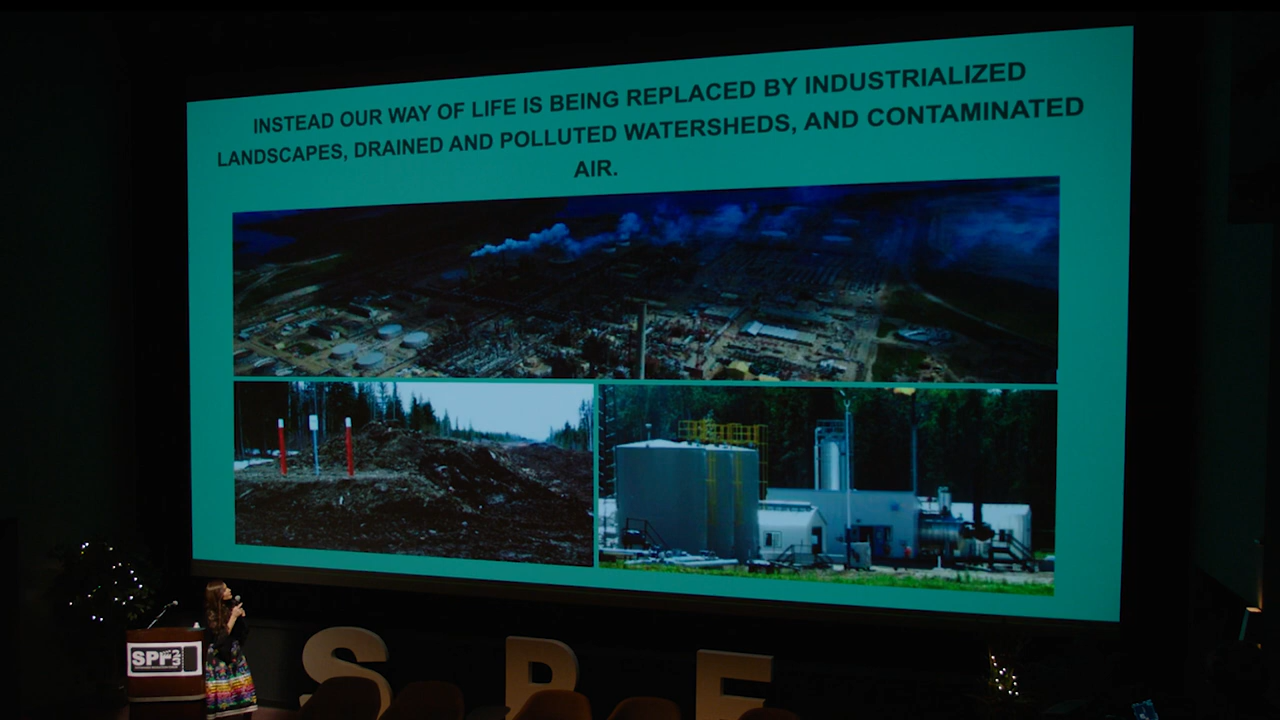 INSTEAD OUR WAY OF LIFE IS BEING REPLACED BY INDUSTRIALIZED
LANDSCAPES, DRAINED AND POLLUTED WATERSHEDS, AND CONTAMINATED
AIR.
SPF
S P F